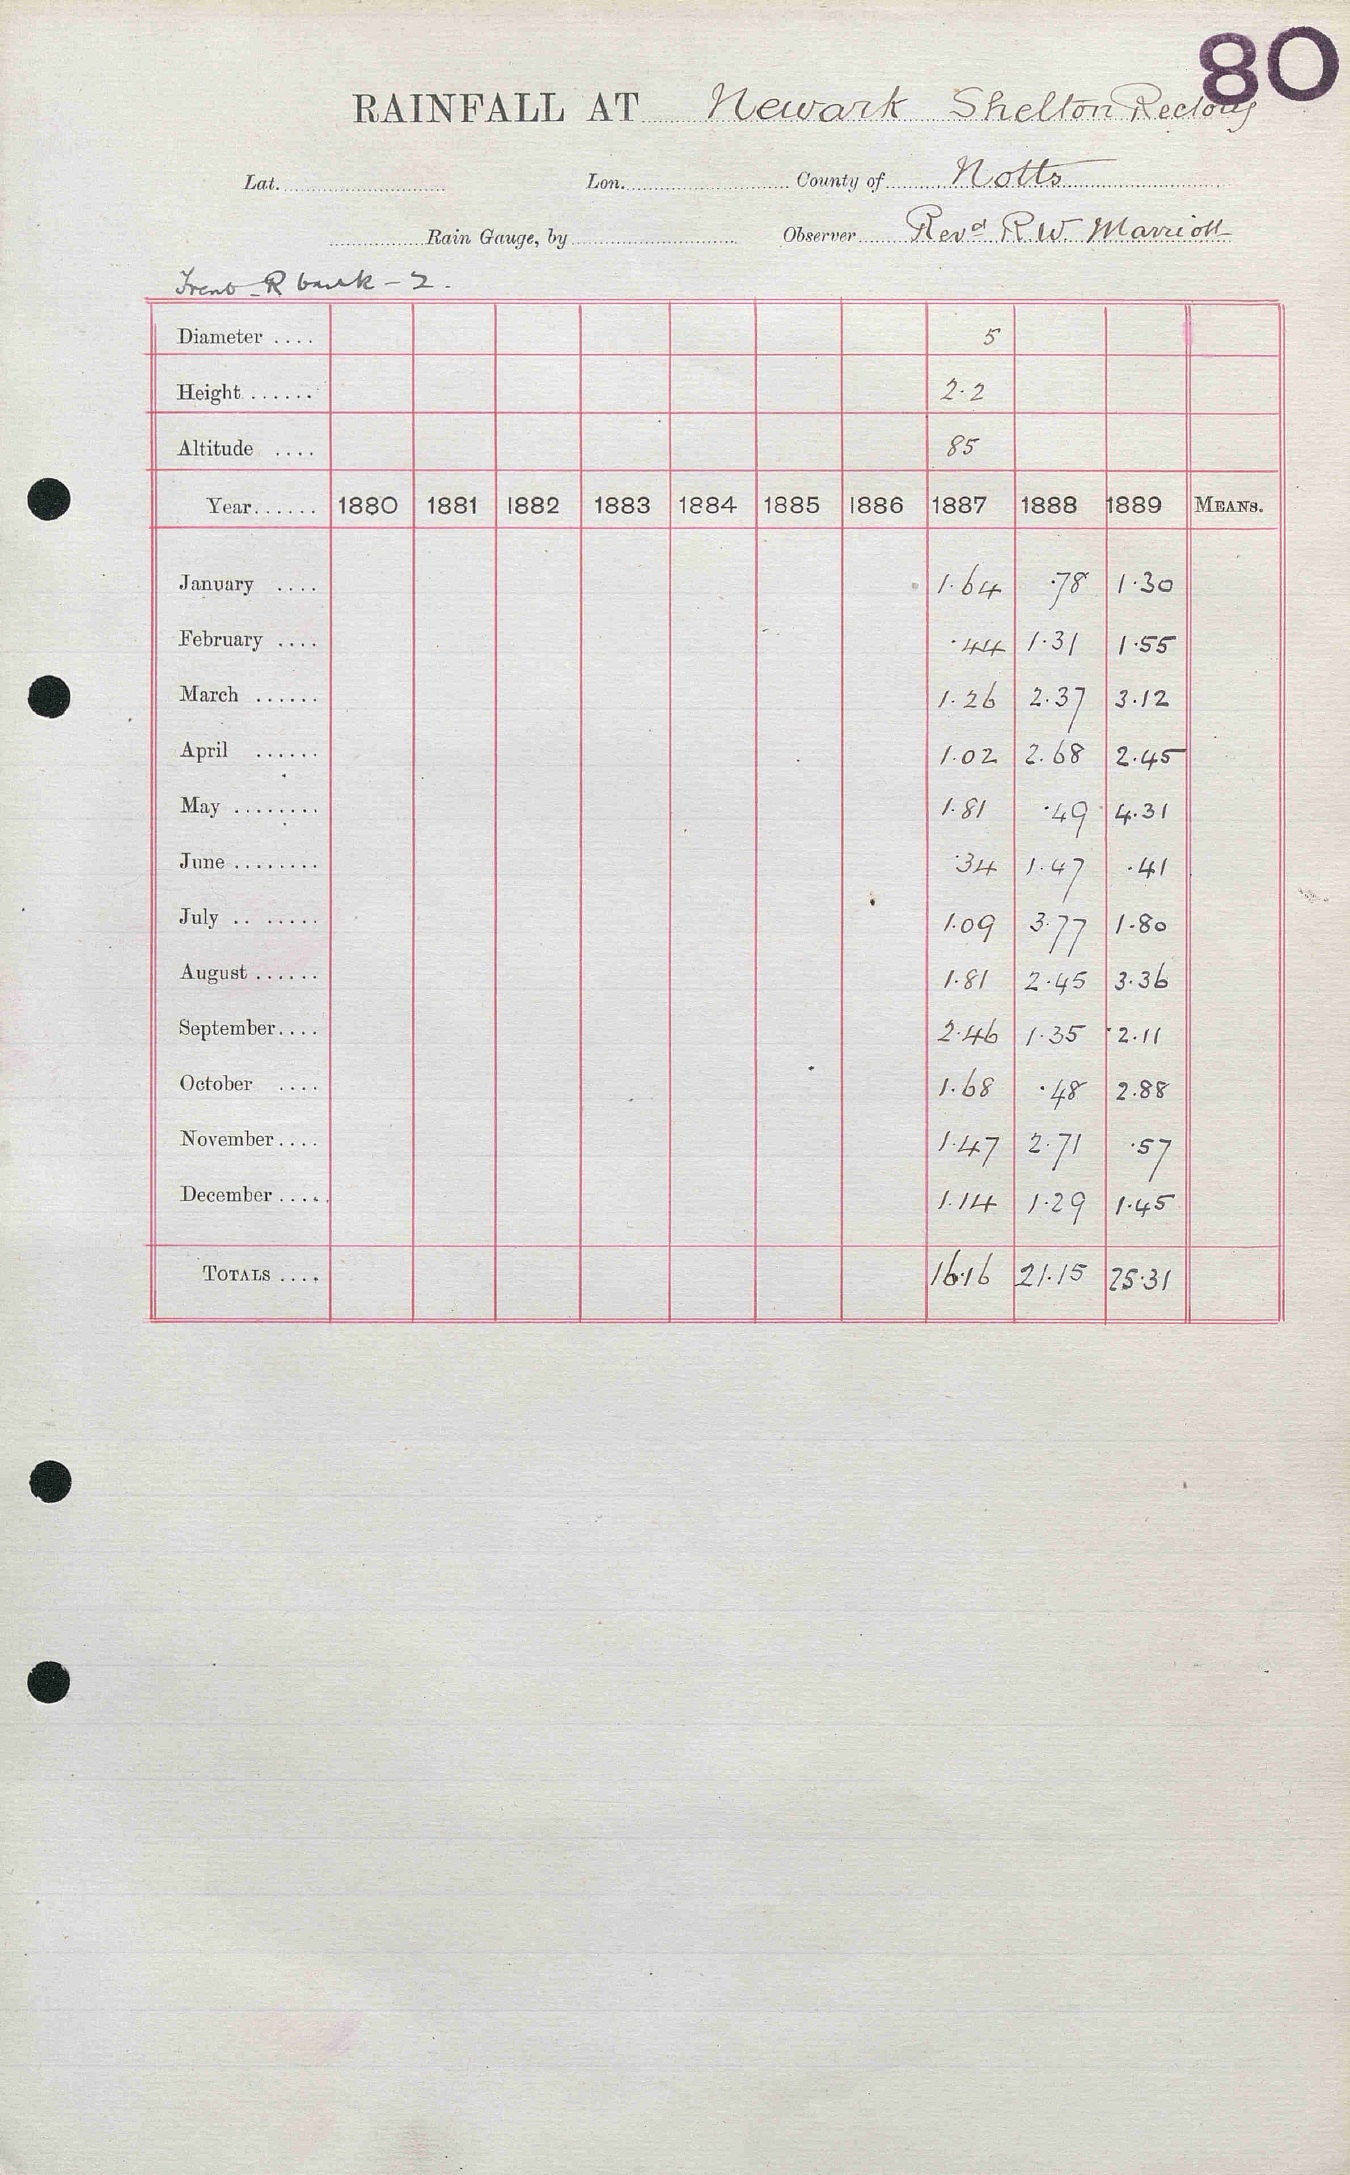 80
RAINFALL AT Newark Shelton Rectory
Lat. Lon. County of Notts
Rain Gauge, by Observer Revd R.W. Marriott
Trent R bank - 2.
Diameter .... 5
Height ...... 2.2
Altitude .... 85
Year ...... 1880 1881 1882 1883 1884 1885 1886 1887 1888 1889 MEANS.
January .... 1.64 .78 1.30
February .... .44 1.31 1.55
March ...... 1.26 2.37 3.12
April ...... 1.02 2.68 2.45
May ........ 1.81 .49 4.31
June ........ .34 1.47 .41
July .. ..... 1.09 3.77 1.80
August ...... 1.81 2.45 3.36
September .... 2.46 1.35 2.11
October .... 1.68 .48 2.88
November .... 1.47 2.71 .57
December ..... 1.14 1.29 1.45
TOTALS .... 16.16 21.15 25.31